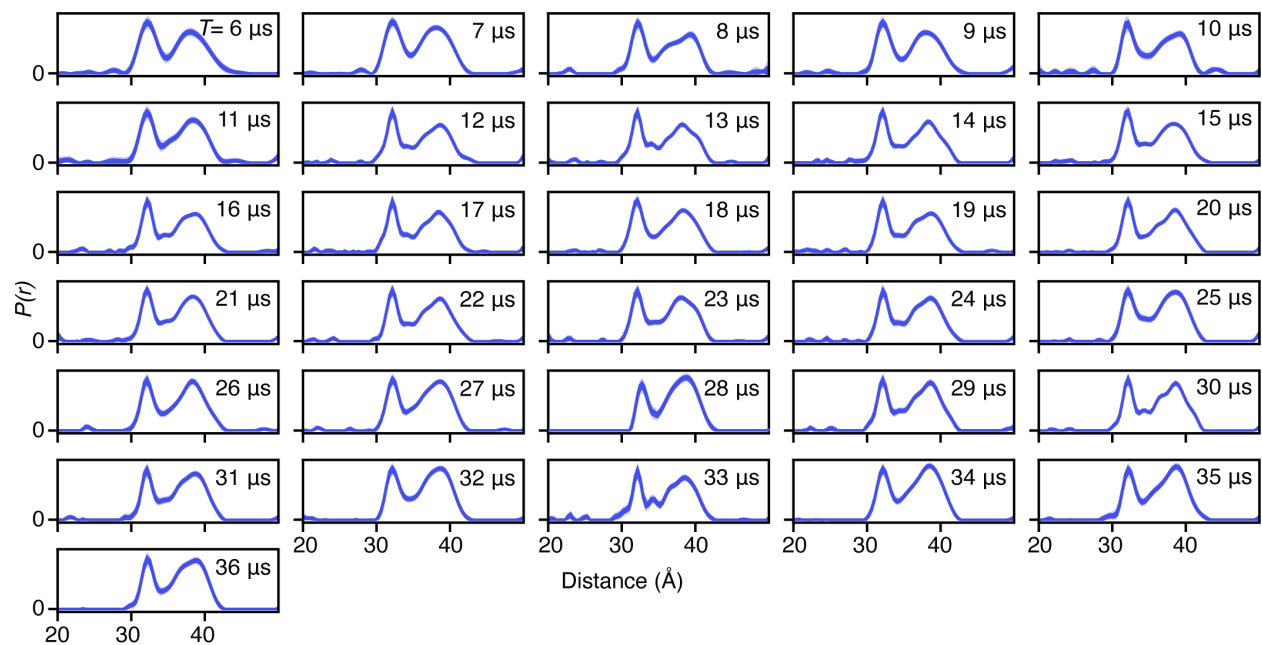 T= 6 µs
7 µs
8 µs
9 µs
10 µs
0
11 µs
12 µs
13 µs
14 µs
15 µs
0
16 µs
17 µs
18 µs
19 µs
20 µs
0
P(r)
21 µs
22 µs
23 µs
24 µs
25 µs
0
26 µs
27 µs
28 µs
29 µs
30 µs
0
31 µs
32 µs
33 µs
34 µs
35 µs
0
20 30 40 20 30 40 20 30 40 20 30 40
36 µs
0
20 30 40
Distance (Å)